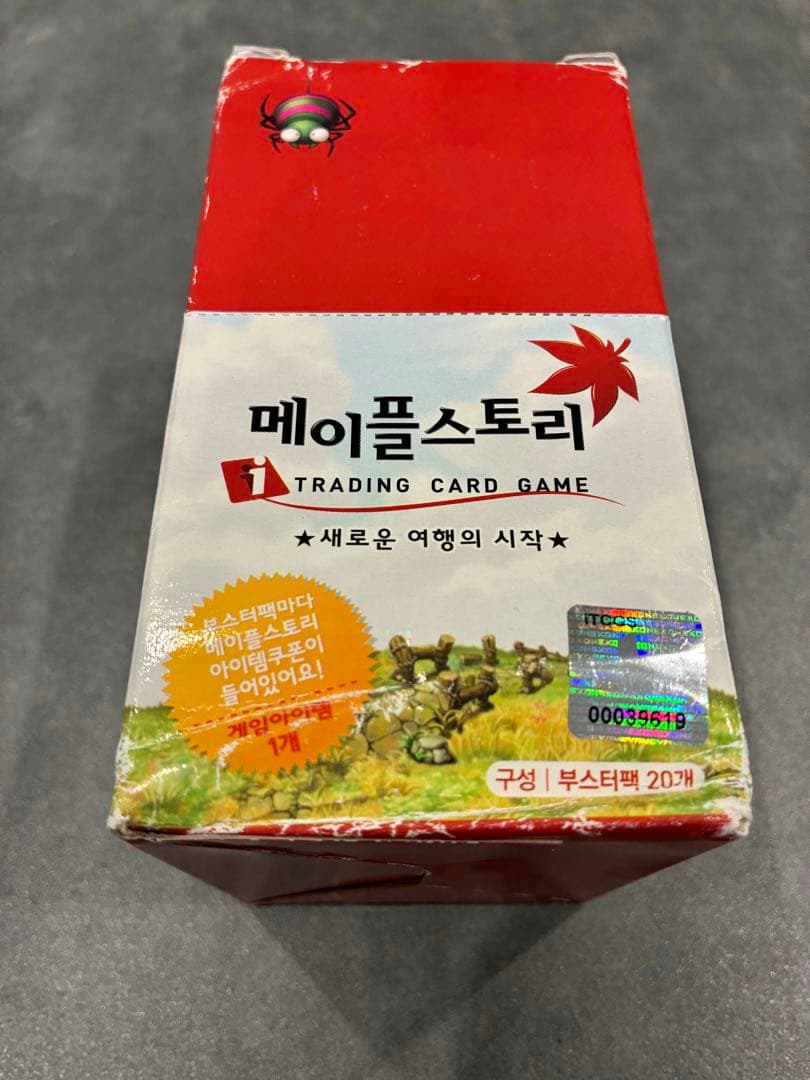 메이플스토리
i TRADING CARD GAME
★새로운 여행의 시작★
부스터팩마다
메이플스토리
아이템쿠폰이
들어있어요!
게임아이템
1개
iTCGS
00039619
구성 | 부스터팩 20개